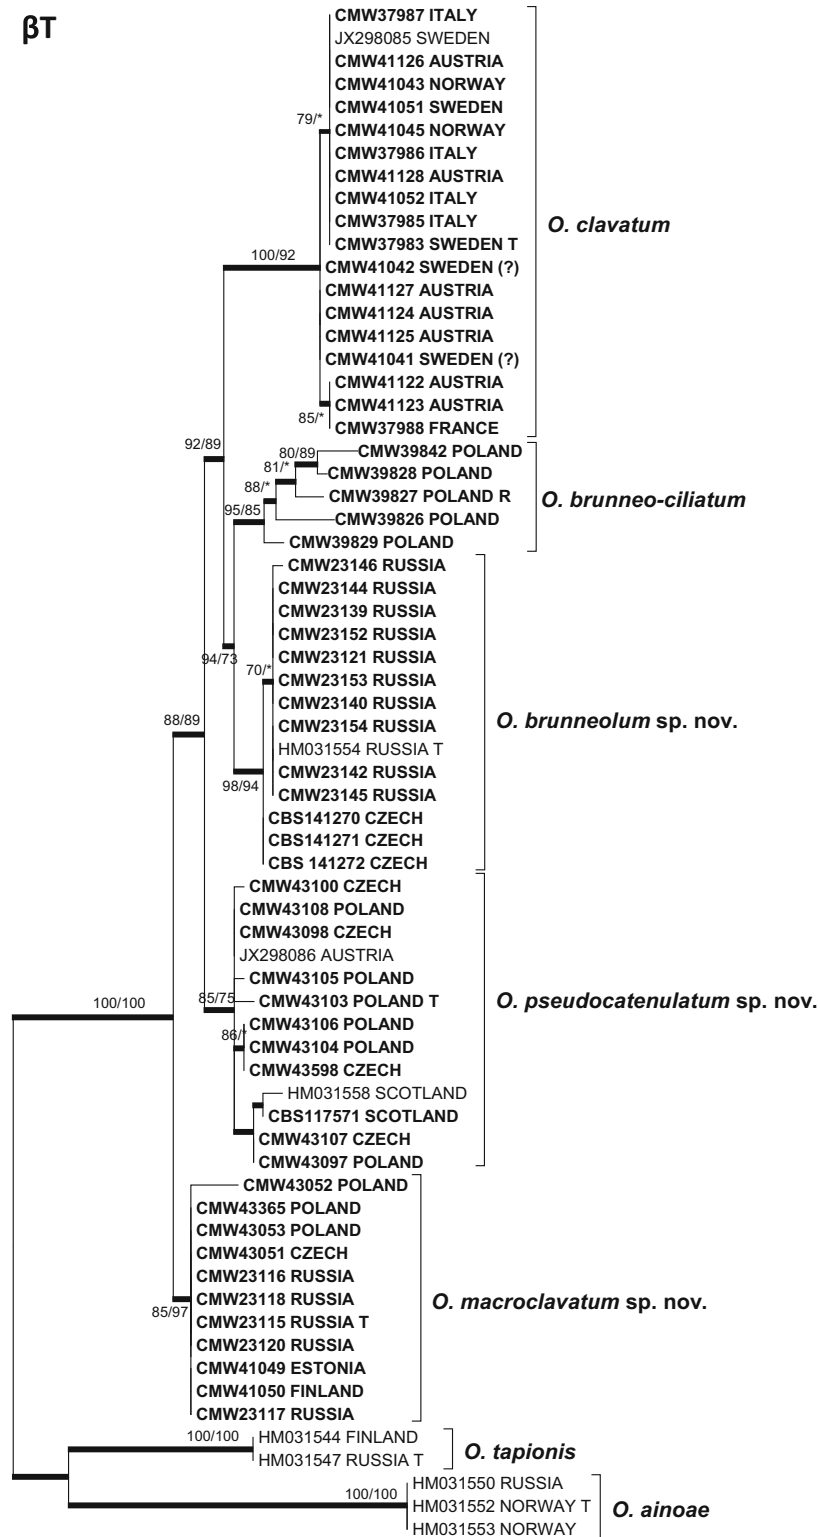 βT
CMW37987 ITALY
JX298085 SWEDEN
CMW41126 AUSTRIA
CMW41043 NORWAY
CMW41051 SWEDEN
79/*
CMW41045 NORWAY
CMW37986 ITALY
CMW41128 AUSTRIA
CMW41052 ITALY
CMW37985 ITALY
O. clavatum
CMW37983 SWEDEN T
100/92
CMW41042 SWEDEN (?)
CMW41127 AUSTRIA
CMW41124 AUSTRIA
CMW41125 AUSTRIA
CMW41041 SWEDEN (?)
CMW41122 AUSTRIA
CMW41123 AUSTRIA
85/*
CMW37988 FRANCE
92/89
80/89
CMW39842 POLAND
81/*
CMW39828 POLAND
88/*
CMW39827 POLAND R
O. brunneo-ciliatum
95/85
CMW39826 POLAND
CMW39829 POLAND
CMW23146 RUSSIA
CMW23144 RUSSIA
CMW23139 RUSSIA
CMW23152 RUSSIA
94/73
CMW23121 RUSSIA
70/*
CMW23153 RUSSIA
CMW23140 RUSSIA
88/89
CMW23154 RUSSIA
O. brunneolum sp. nov.
HM031554 RUSSIA T
CMW23142 RUSSIA
98/94
CMW23145 RUSSIA
CBS141270 CZECH
CBS141271 CZECH
CBS 141272 CZECH
CMW43100 CZECH
CMW43108 POLAND
CMW43098 CZECH
JX298086 AUSTRIA
CMW43105 POLAND
85/75
CMW43103 POLAND T
O. pseudocatenulatum sp. nov.
100/100
CMW43106 POLAND
86/*
CMW43104 POLAND
CMW43598 CZECH
HM031558 SCOTLAND
CBS117571 SCOTLAND
CMW43107 CZECH
CMW43097 POLAND
CMW43052 POLAND
CMW43365 POLAND
CMW43053 POLAND
CMW43051 CZECH
CMW23116 RUSSIA
CMW23118 RUSSIA
O. macroclavatum sp. nov.
85/97
CMW23115 RUSSIA T
CMW23120 RUSSIA
CMW41049 ESTONIA
CMW41050 FINLAND
CMW23117 RUSSIA
100/100
HM031544 FINLAND
O. tapionis
HM031547 RUSSIA T
HM031550 RUSSIA
100/100
HM031552 NORWAY T
O. ainoae
HM031553 NORWAY